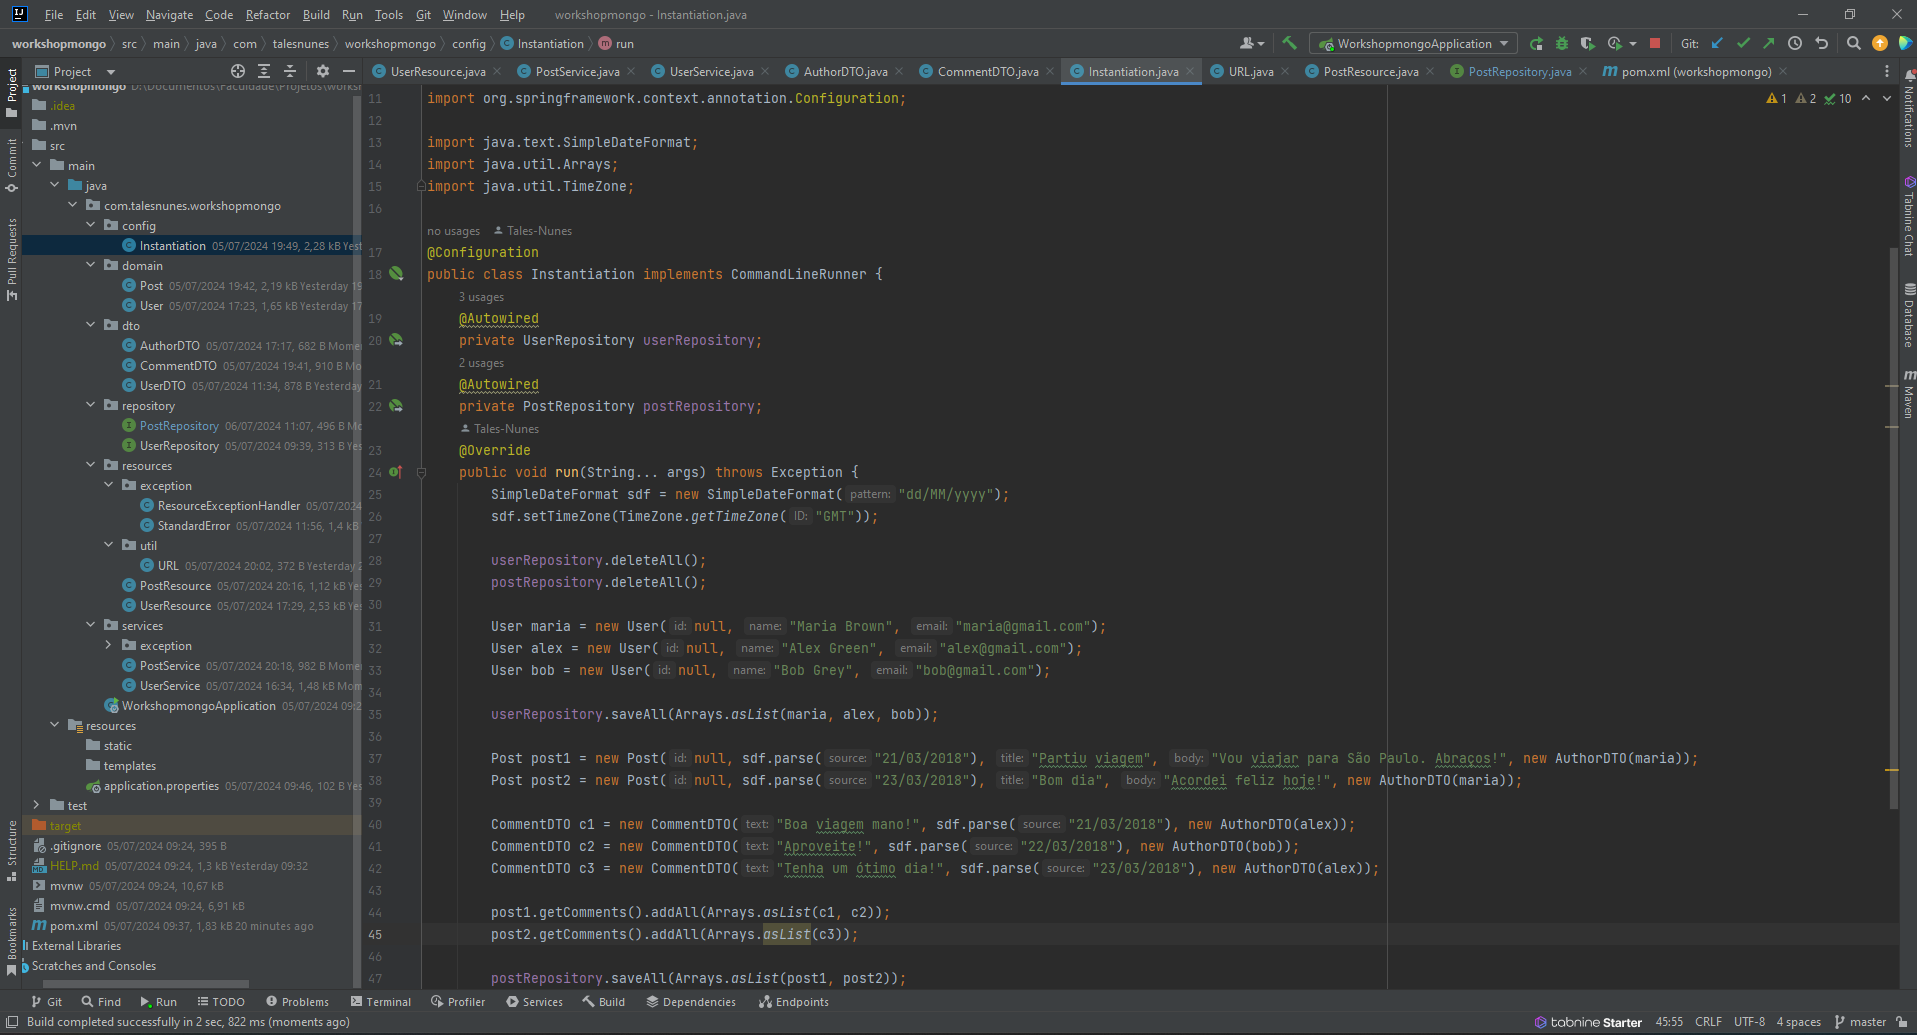 File Edit View Navigate Code Refactor Build Run Tools Git Window Help workshopmongo - Instantiation.java
workshopmongo src main java com talesnunes workshopmongo config Instantiation run WorkshopmongoApplication Git:
Project UserResource.java PostService.java UserService.java AuthorDTO.java CommentDTO.java Instantiation.java URL.java PostResource.java PostRepository.java pom.xml (workshopmongo)
workshopmongo D:\Documentos\Faculdade\Projetos\works
.idea
.mvn
src
main
java
com.talesnunes.workshopmongo
config
Instantiation 05/07/2024 19:49, 2,28 kB Yest
domain
Post 05/07/2024 19:42, 2,19 kB Yesterday 19
User 05/07/2024 17:23, 1,65 kB Yesterday 17
dto
AuthorDTO 05/07/2024 17:17, 682 B Mome
CommentDTO 05/07/2024 19:41, 910 B Mo
UserDTO 05/07/2024 11:34, 878 B Yesterday
repository
PostRepository 06/07/2024 11:07, 496 B Mo
UserRepository 05/07/2024 09:39, 313 B Ye
resources
exception
ResourceExceptionHandler 05/07/2024
StandardError 05/07/2024 11:56, 1,4 kB
util
URL 05/07/2024 20:02, 372 B Yesterday 2
PostResource 05/07/2024 20:16, 1,12 kB Ye
UserResource 05/07/2024 17:29, 2,53 kB Ye
services
exception
PostService 05/07/2024 20:18, 982 B Mome
UserService 05/07/2024 16:34, 1,48 kB Mom
WorkshopmongoApplication 05/07/2024 09:2
resources
static
templates
application.properties 05/07/2024 09:46, 102 B Yes
test
target
.gitignore 05/07/2024 09:24, 395 B
HELP.md 05/07/2024 09:24, 1,3 kB Yesterday 09:32
mvnw 05/07/2024 09:24, 10,67 kB
mvnw.cmd 05/07/2024 09:24, 6,91 kB
pom.xml 05/07/2024 09:37, 1,83 kB 20 minutes ago
External Libraries
Scratches and Consoles
Project
Commit
Pull Requests
Structure
Bookmarks
11 import org.springframework.context.annotation.Configuration;
12
13 import java.text.SimpleDateFormat;
14 import java.util.Arrays;
15 import java.util.TimeZone;
16
no usages Tales-Nunes
17 @Configuration
18 public class Instantiation implements CommandLineRunner {
3 usages
19 @Autowired
20 private UserRepository userRepository;
2 usages
21 @Autowired
22 private PostRepository postRepository;
Tales-Nunes
23 @Override
24 public void run(String... args) throws Exception {
25 SimpleDateFormat sdf = new SimpleDateFormat( pattern: "dd/MM/yyyy");
26 sdf.setTimeZone(TimeZone.getTimeZone( ID: "GMT"));
27
28 userRepository.deleteAll();
29 postRepository.deleteAll();
30
31 User maria = new User( id: null, name: "Maria Brown", email: "maria@gmail.com");
32 User alex = new User( id: null, name: "Alex Green", email: "alex@gmail.com");
33 User bob = new User( id: null, name: "Bob Grey", email: "bob@gmail.com");
34
35 userRepository.saveAll(Arrays.asList(maria, alex, bob));
36
37 Post post1 = new Post( id: null, sdf.parse( source: "21/03/2018"), title: "Partiu viagem", body: "Vou viajar para São Paulo. Abraços!", new AuthorDTO(maria));
38 Post post2 = new Post( id: null, sdf.parse( source: "23/03/2018"), title: "Bom dia", body: "Acordei feliz hoje!", new AuthorDTO(maria));
39
40 CommentDTO c1 = new CommentDTO( text: "Boa viagem mano!", sdf.parse( source: "21/03/2018"), new AuthorDTO(alex));
41 CommentDTO c2 = new CommentDTO( text: "Aproveite!", sdf.parse( source: "22/03/2018"), new AuthorDTO(bob));
42 CommentDTO c3 = new CommentDTO( text: "Tenha um ótimo dia!", sdf.parse( source: "23/03/2018"), new AuthorDTO(alex));
43
44 post1.getComments().addAll(Arrays.asList(c1, c2));
45 post2.getComments().addAll(Arrays.asList(c3));
46
47 postRepository.saveAll(Arrays.asList(post1, post2));
1 2 10
Notifications
Tabnine Chat
Database
Maven
Git Find Run TODO Problems Terminal Profiler Services Build Dependencies Endpoints
Build completed successfully in 2 sec, 822 ms (moments ago) tabnine Starter 45:55 CRLF UTF-8 4 spaces master